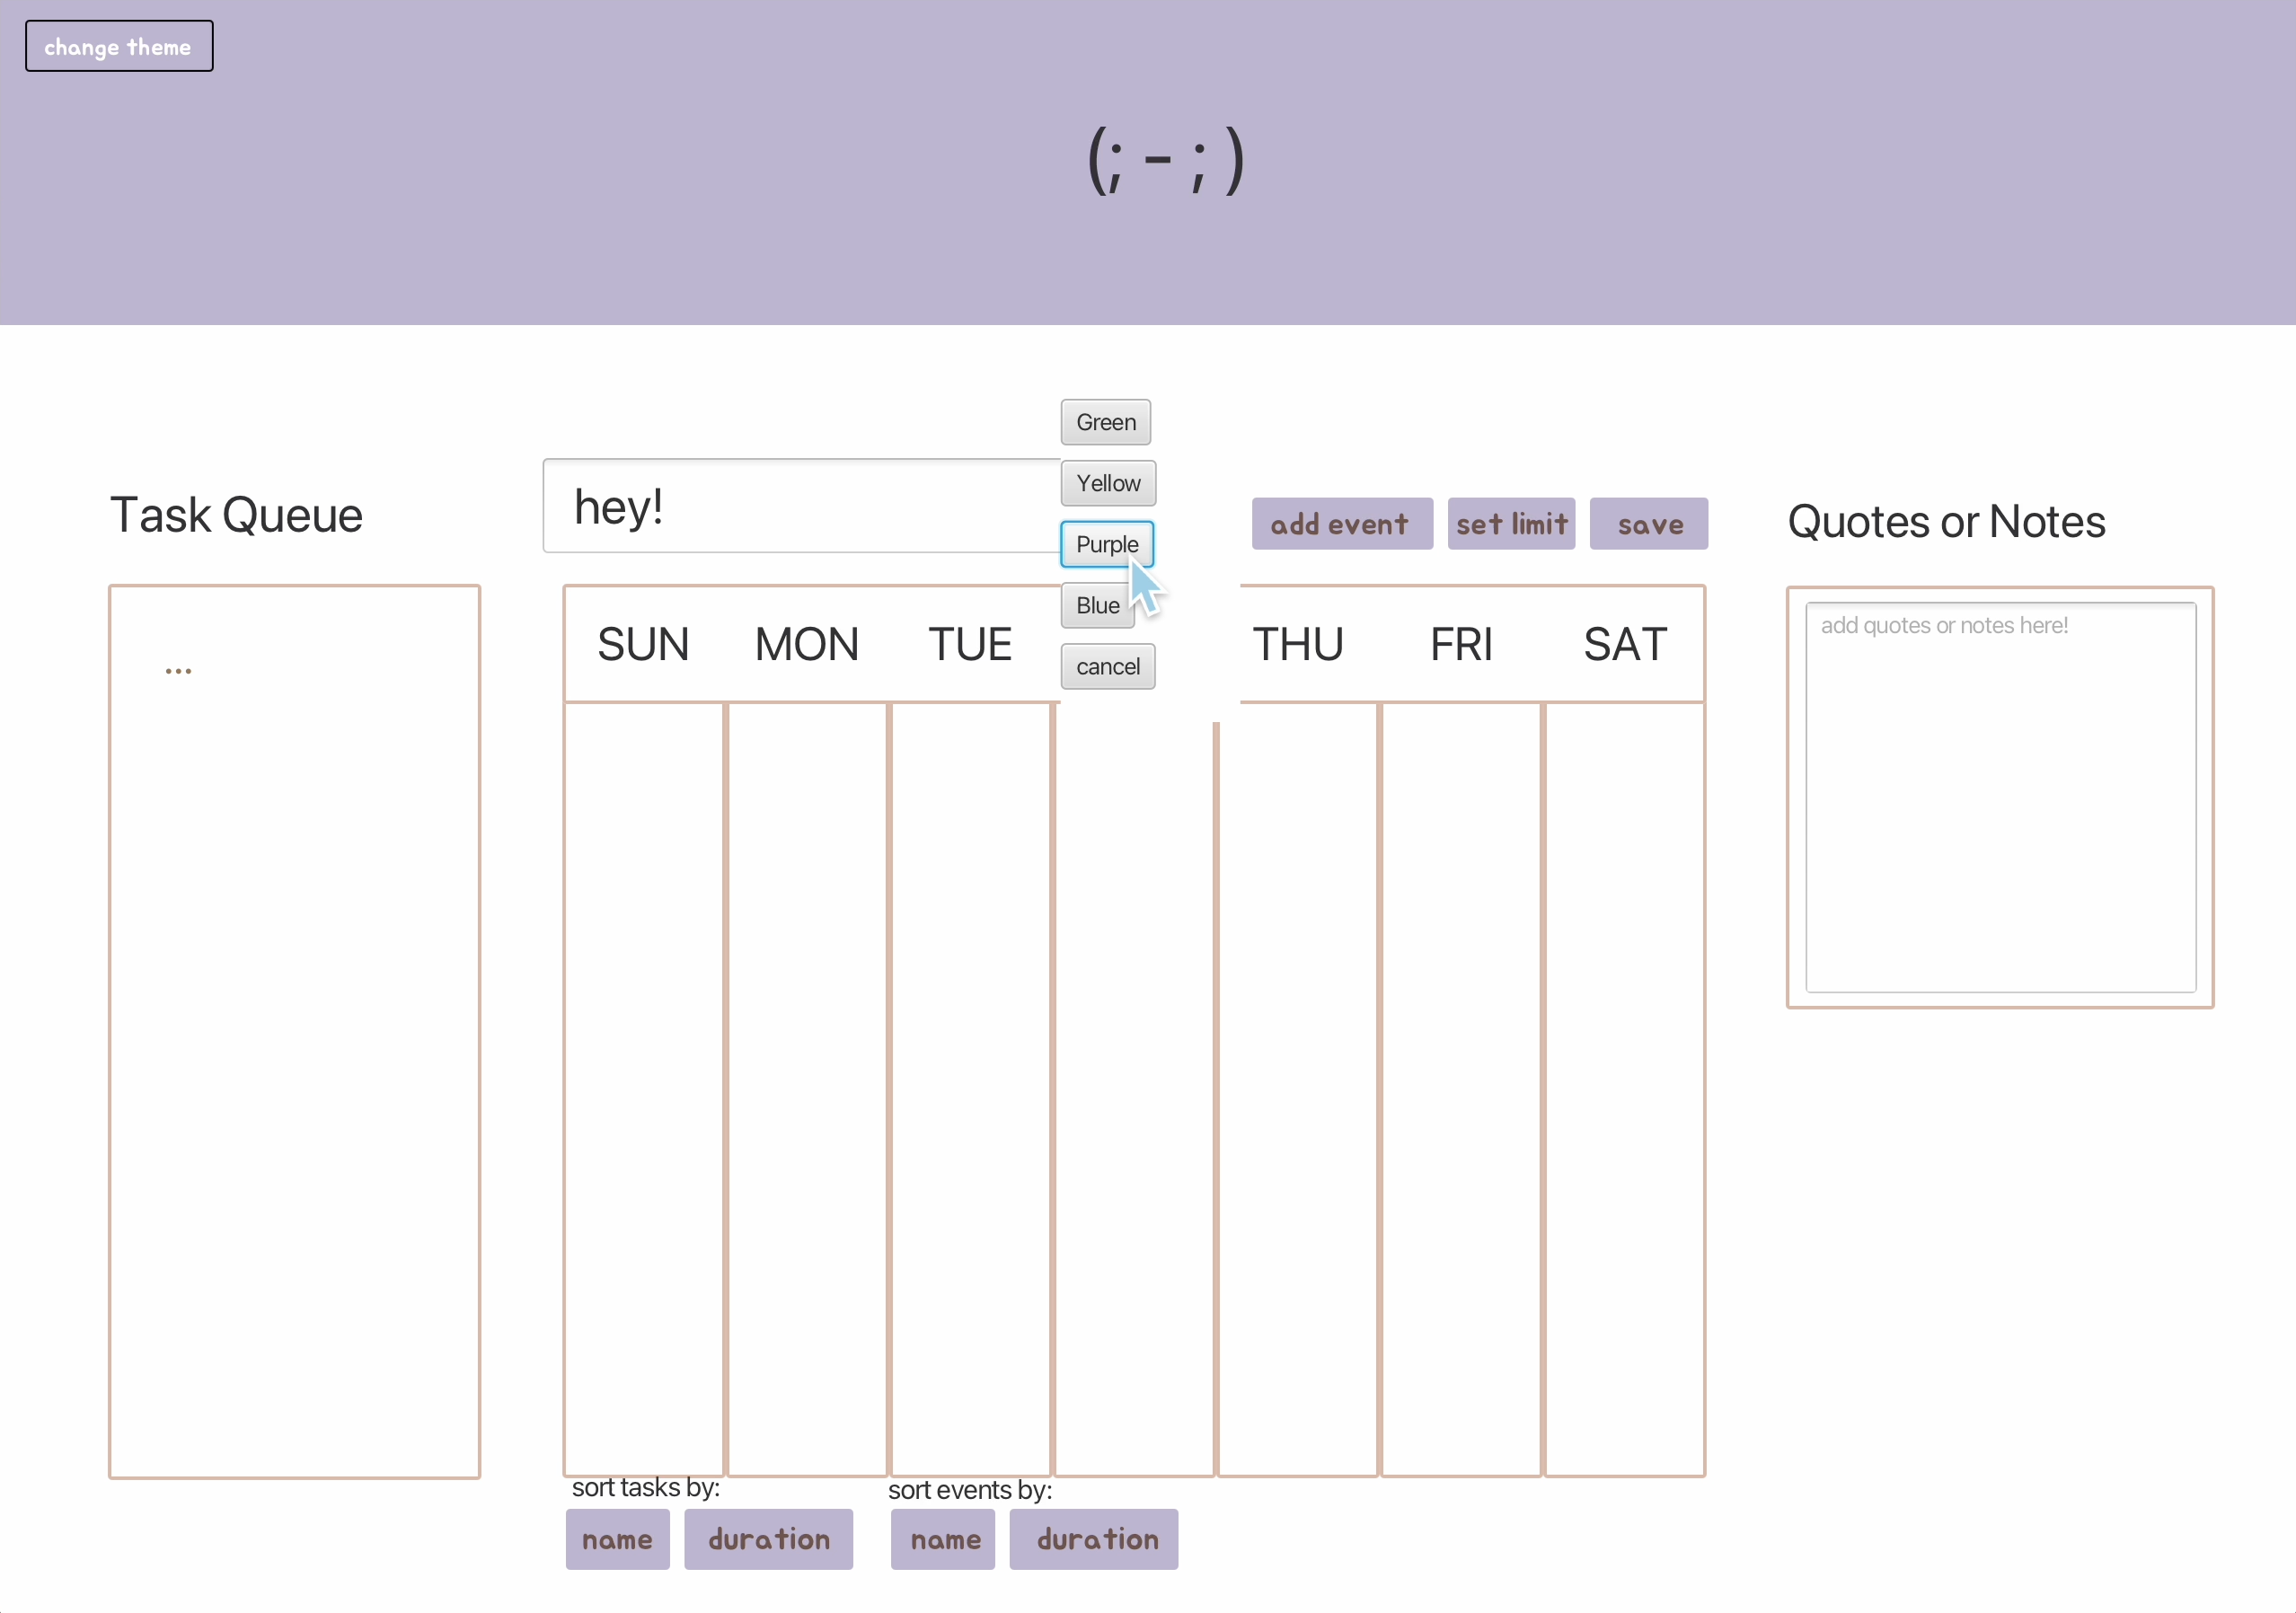 change theme
(; - ; )
Green
Yellow
Purple
Blue
cancel
Task Queue
hey!
add event
set limit
save
Quotes or Notes
...
SUN
MON
TUE
THU
FRI
SAT
add quotes or notes here!
sort tasks by:
sort events by:
name
duration
name
duration